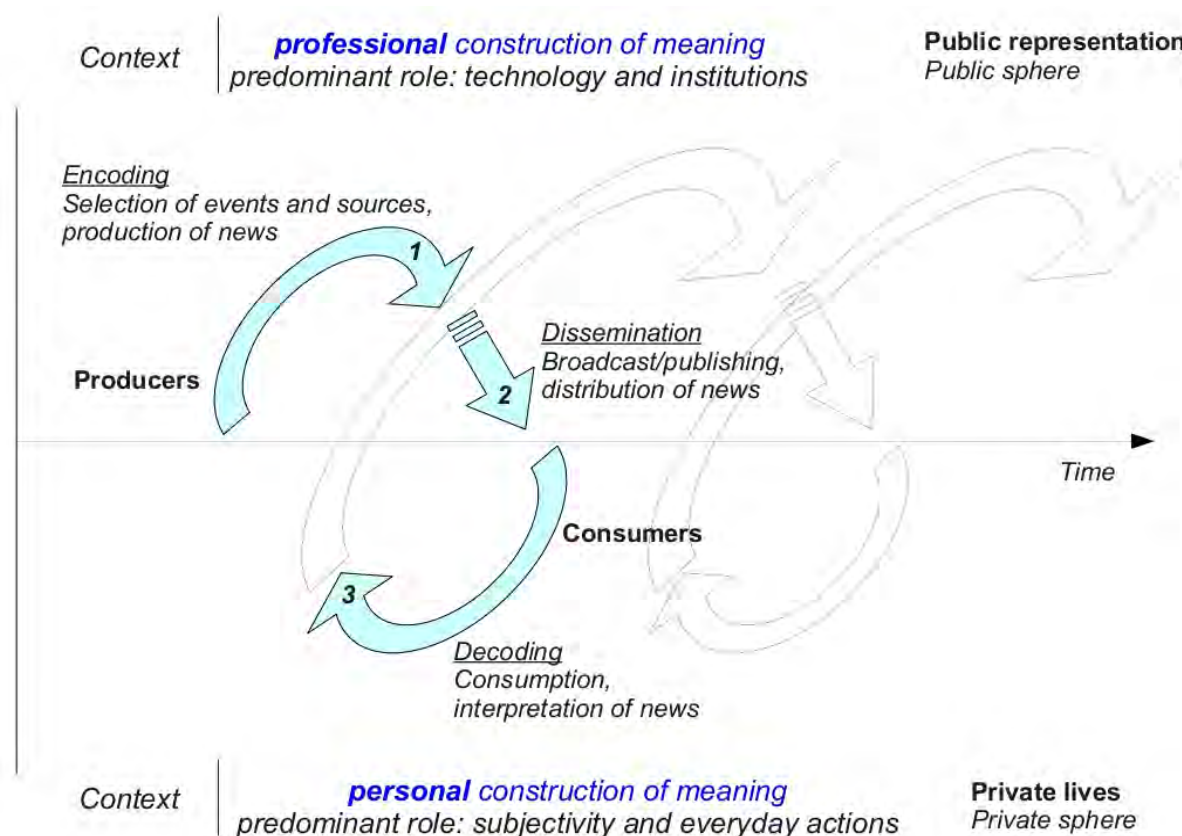 Context
professional construction of meaning
predominant role: technology and institutions
Public representation
Public sphere
Encoding
Selection of events and sources,
production of news
1
Producers
Dissemination
Broadcast/publishing,
distribution of news
2
Time
Consumers
3
Decoding
Consumption,
interpretation of news
Context
personal construction of meaning
predominant role: subjectivity and everyday actions
Private lives
Private sphere